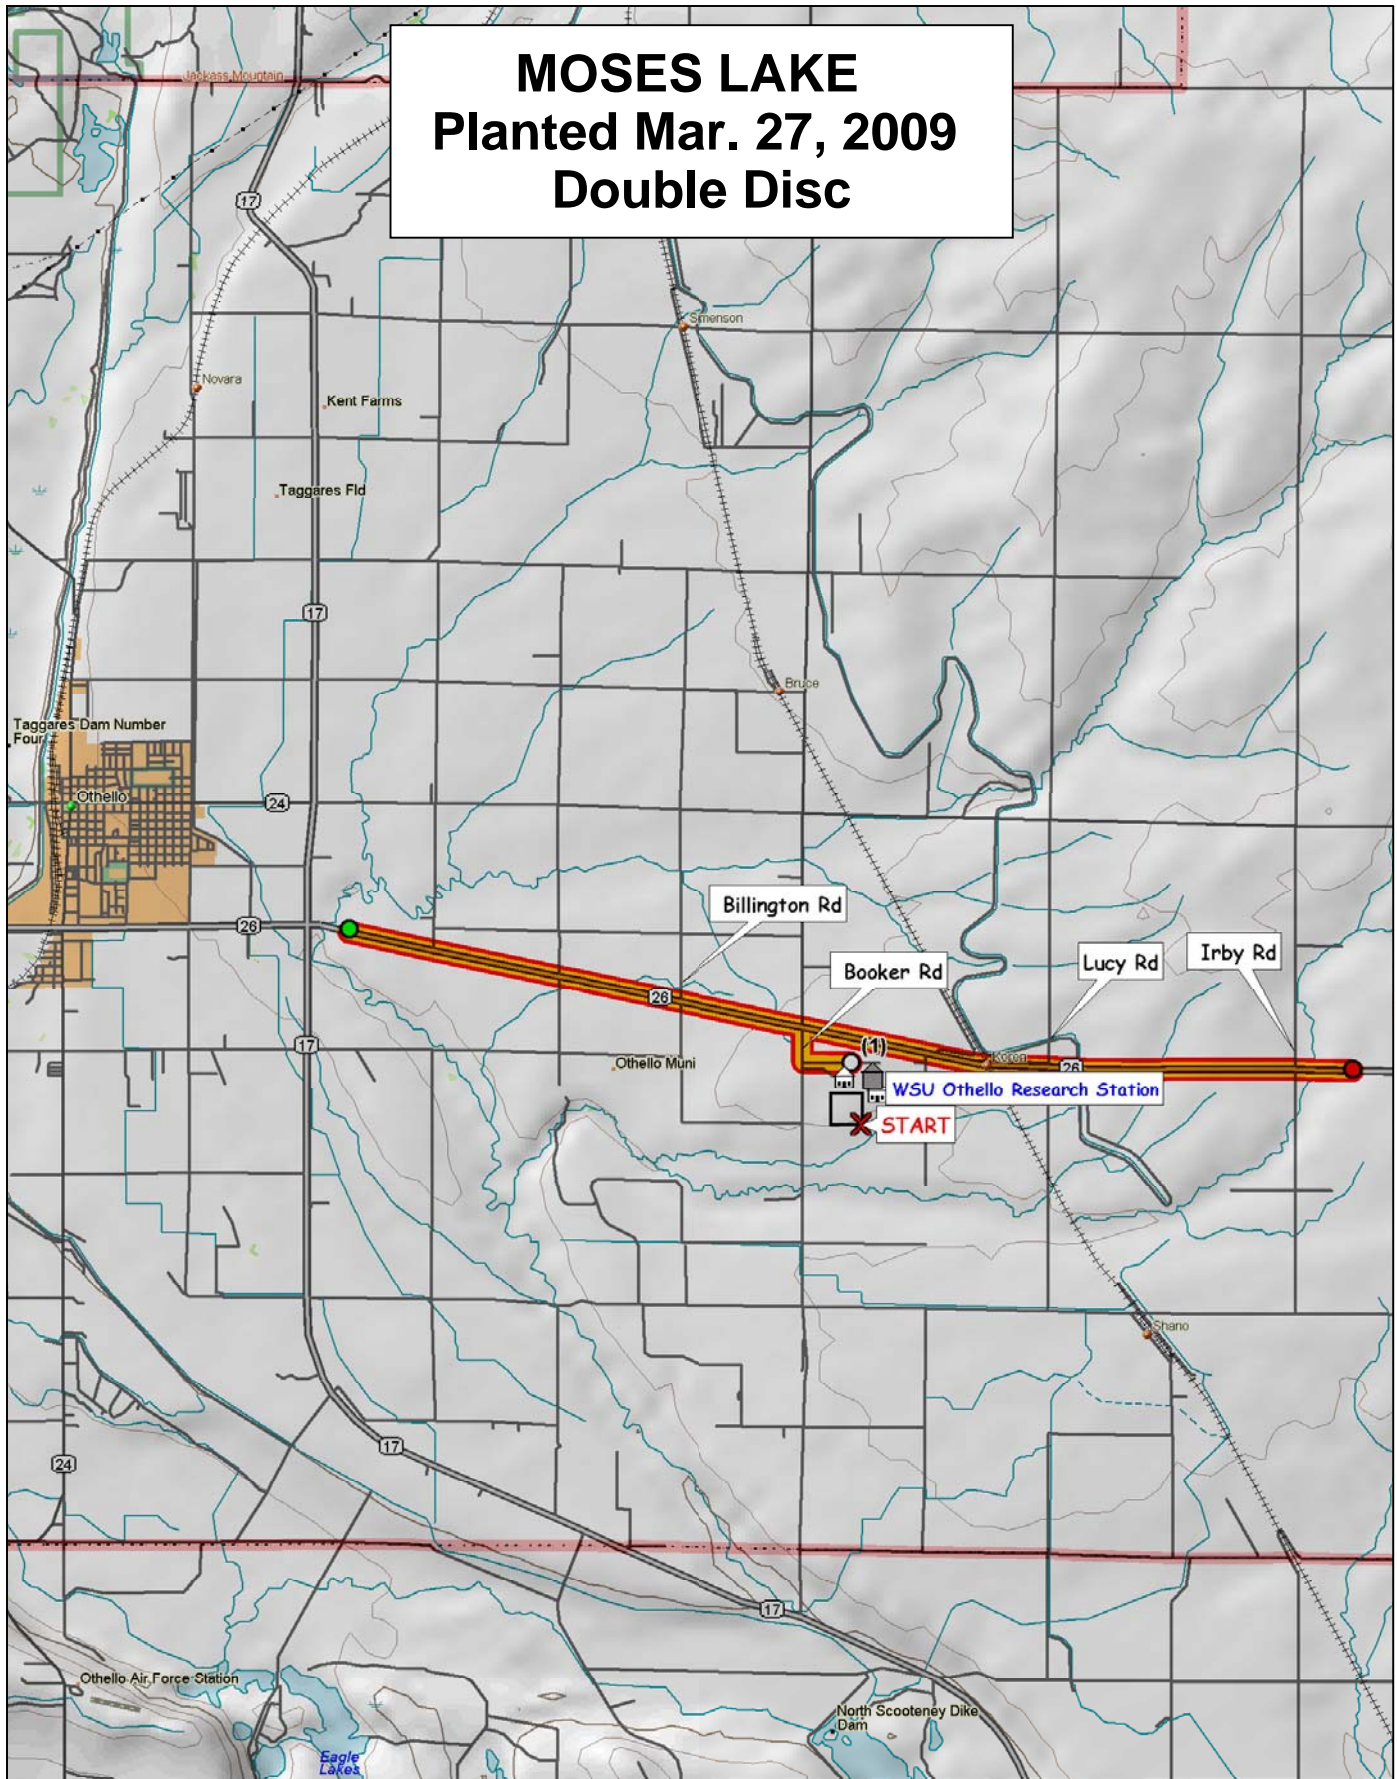 MOSES LAKE
Planted Mar. 27, 2009
Double Disc
Jackass Mountain
17
Smenson
Novara
Kent Farms
Taggares Fld
17
Bruce
Taggares Dam Number
Four
Othello
24
Billington Rd
26
Booker Rd
Lucy Rd
Irby Rd
26
17
(1)
Othello Muni
26
WSU Othello Research Station
START
Shano
17
24
17
Othello Air Force Station
North Scooteney Dike
Dam
Eagle
Lakes